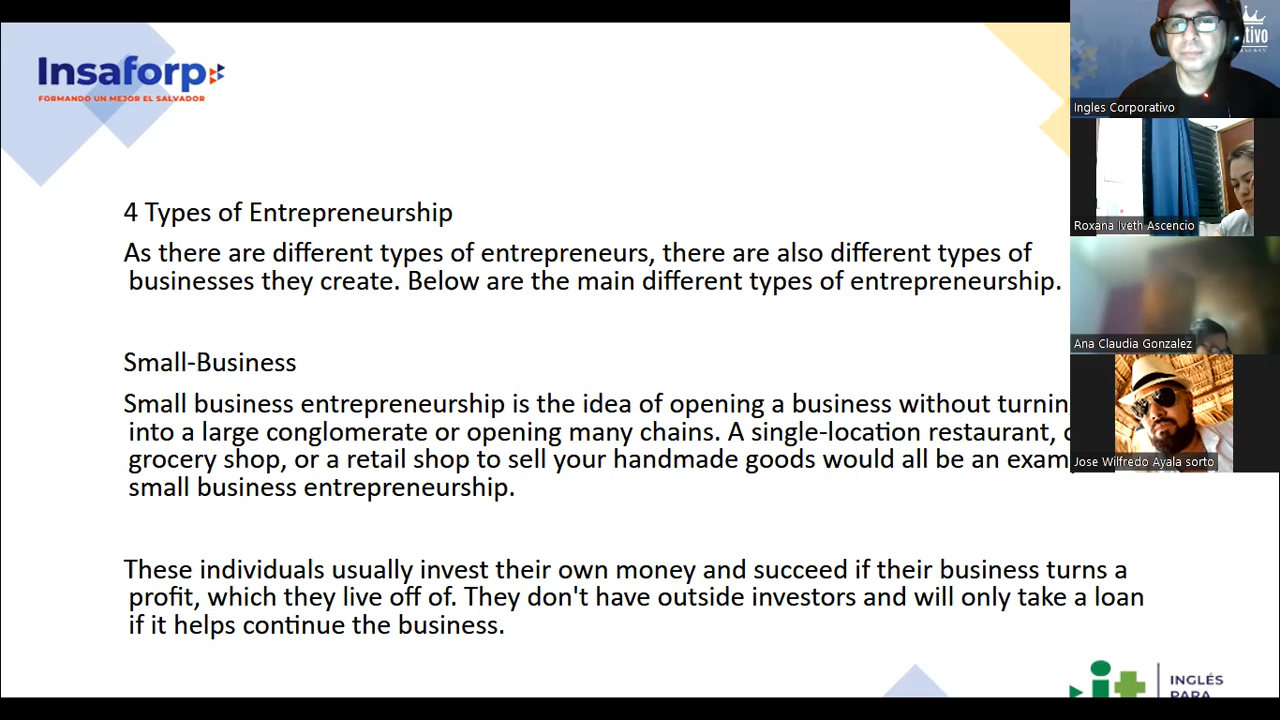 Insaforp
FORMANDO UN MEJOR EL SALVADOR
4 Types of Entrepreneurship
As there are different types of entrepreneurs, there are also different types of
businesses they create. Below are the main different types of entrepreneurship.
Small-Business
Small business entrepreneurship is the idea of opening a business without
into a large conglomerate or opening many chains. A single-location restaurant,
grocery shop, or a retail shop to sell your handmade goods would all be an
small business entrepreneurship.
These individuals usually invest their own money and succeed if their business turns a
profit, which they live off of. They don't have outside investors and will only take a loan
if it helps continue the business.
Ingles Corporativo
Roxana Iveth Ascencio
Ana Claudia Gonzalez
Jose Wilfredo Ayala sorto
INGLÉS
PARA